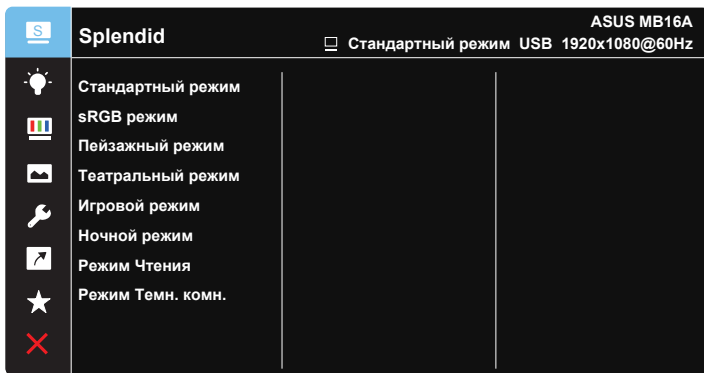 S
ASUS MB16A
Splendid
Стандартный режим USB 1920x1080@60Hz
Стандартный режим
sRGB режим
Пейзажный режим
Театральный режим
Игровой режим
Ночной режим
Режим Чтения
Режим Темн. комн.